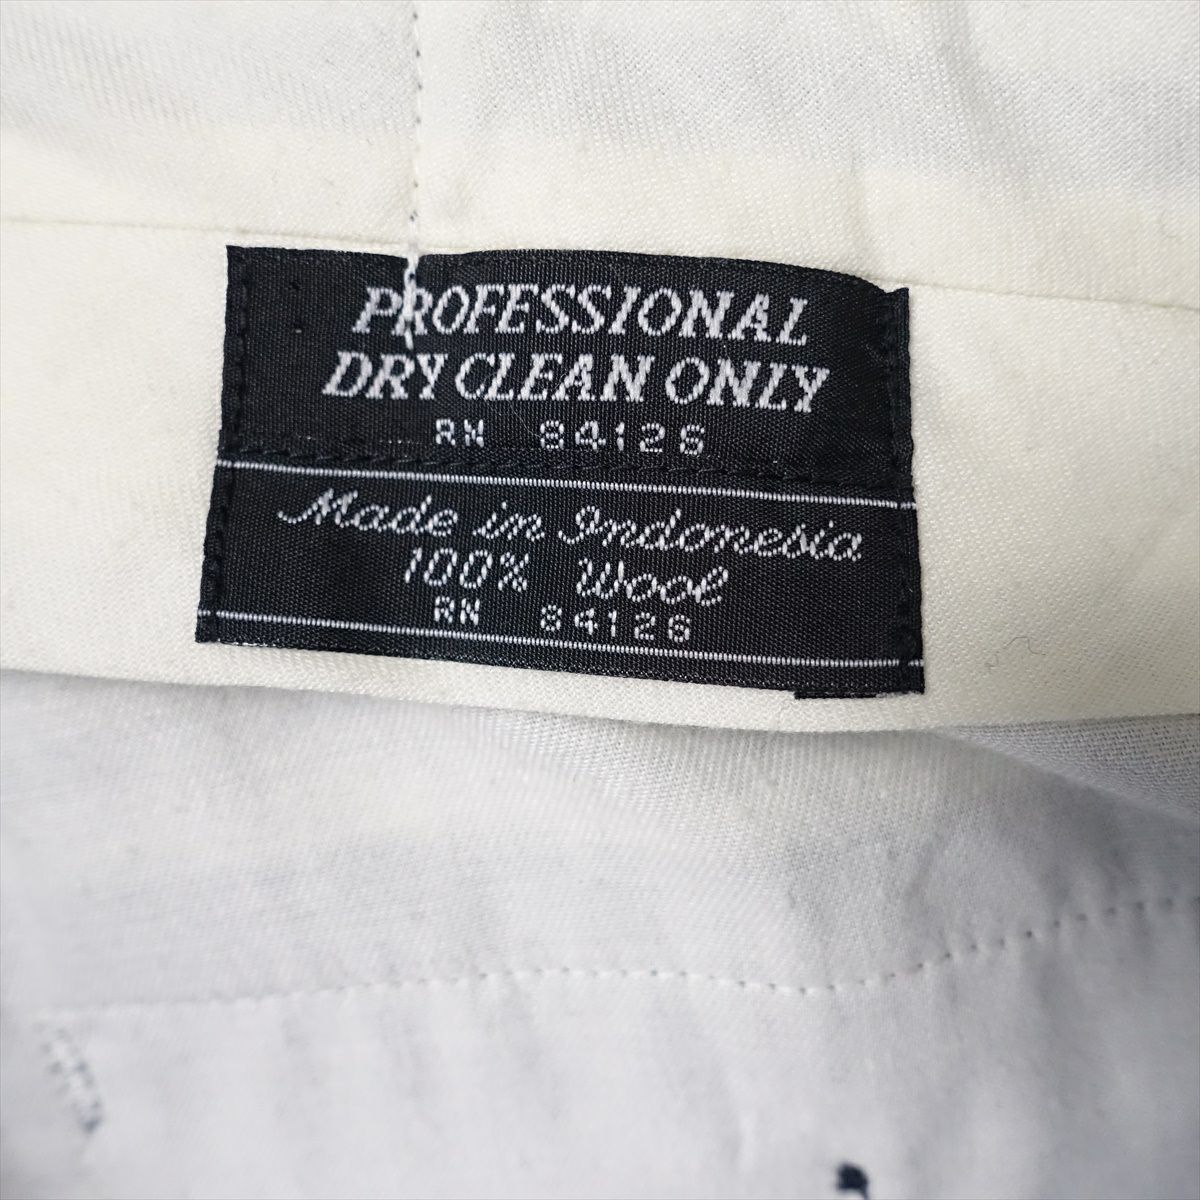 PROFESSIONAL
DRY CLEAN ONLY
RN 84126
Made in Indonesia
100% Wool
RN 84126